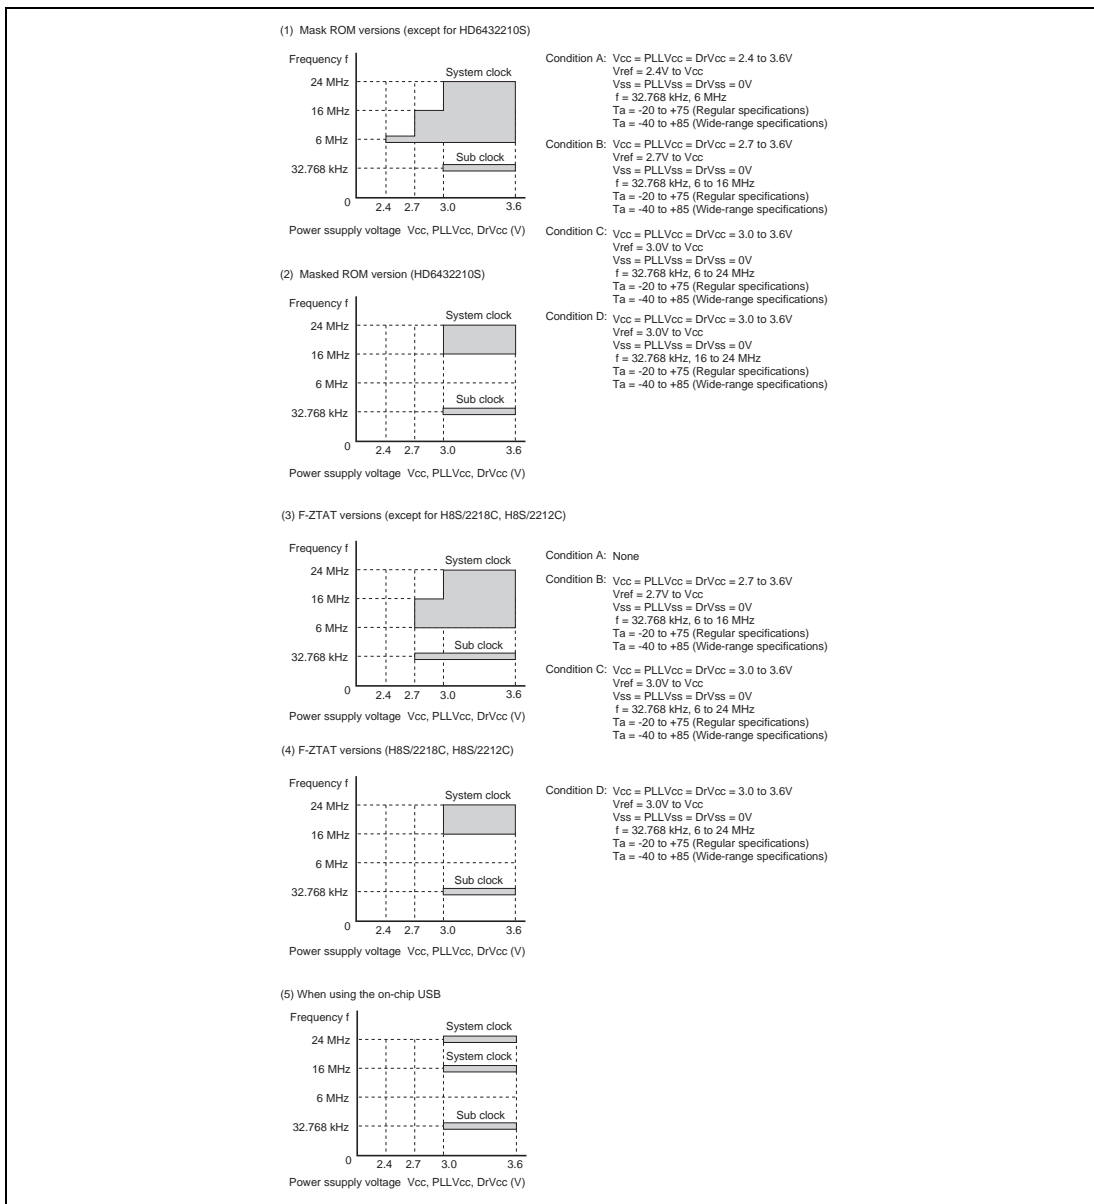 (1) Mask ROM versions (except for HD6432210S)
Frequency f
System clock
24 MHz
16 MHz
6 MHz
Sub clock
32.768 kHz
0
2.4 2.7 3.0 3.6
Power ssupply voltage Vcc, PLLVcc, DrVcc (V)
Condition A: Vcc = PLLVcc = DrVcc = 2.4 to 3.6V
Vref = 2.4V to Vcc
Vss = PLLVss = DrVss = 0V
f = 32.768 kHz, 6 MHz
Ta = -20 to +75 (Regular specifications)
Ta = -40 to +85 (Wide-range specifications)
Condition B: Vcc = PLLVcc = DrVcc = 2.7 to 3.6V
Vref = 2.7V to Vcc
Vss = PLLVss = DrVss = 0V
f = 32.768 kHz, 6 to 16 MHz
Ta = -20 to +75 (Regular specifications)
Ta = -40 to +85 (Wide-range specifications)
Condition C: Vcc = PLLVcc = DrVcc = 3.0 to 3.6V
Vref = 3.0V to Vcc
Vss = PLLVss = DrVss = 0V
f = 32.768 kHz, 6 to 24 MHz
Ta = -20 to +75 (Regular specifications)
Ta = -40 to +85 (Wide-range specifications)
(2) Masked ROM version (HD6432210S)
Frequency f
System clock
24 MHz
16 MHz
6 MHz
Sub clock
32.768 kHz
0
2.4 2.7 3.0 3.6
Power ssupply voltage Vcc, PLLVcc, DrVcc (V)
Condition D: Vcc = PLLVcc = DrVcc = 3.0 to 3.6V
Vref = 3.0V to Vcc
Vss = PLLVss = DrVss = 0V
f = 32.768 kHz, 16 to 24 MHz
Ta = -20 to +75 (Regular specifications)
Ta = -40 to +85 (Wide-range specifications)
(3) F-ZTAT versions (except for H8S/2218C, H8S/2212C)
Frequency f
System clock
24 MHz
16 MHz
6 MHz
Sub clock
32.768 kHz
0
2.4 2.7 3.0 3.6
Power ssupply voltage Vcc, PLLVcc, DrVcc (V)
Condition A: None
Condition B: Vcc = PLLVcc = DrVcc = 2.7 to 3.6V
Vref = 2.7V to Vcc
Vss = PLLVss = DrVss = 0V
f = 32.768 kHz, 6 to 16 MHz
Ta = -20 to +75 (Regular specifications)
Ta = -40 to +85 (Wide-range specifications)
Condition C: Vcc = PLLVcc = DrVcc = 3.0 to 3.6V
Vref = 3.0V to Vcc
Vss = PLLVss = DrVss = 0V
f = 32.768 kHz, 6 to 24 MHz
Ta = -20 to +75 (Regular specifications)
Ta = -40 to +85 (Wide-range specifications)
(4) F-ZTAT versions (H8S/2218C, H8S/2212C)
Frequency f
System clock
24 MHz
16 MHz
6 MHz
Sub clock
32.768 kHz
0
2.4 2.7 3.0 3.6
Power ssupply voltage Vcc, PLLVcc, DrVcc (V)
Condition D: Vcc = PLLVcc = DrVcc = 3.0 to 3.6V
Vref = 3.0V to Vcc
Vss = PLLVss = DrVss = 0V
f = 32.768 kHz, 6 to 24 MHz
Ta = -20 to +75 (Regular specifications)
Ta = -40 to +85 (Wide-range specifications)
(5) When using the on-chip USB
Frequency f
System clock
24 MHz
System clock
16 MHz
6 MHz
Sub clock
32.768 kHz
0
2.4 2.7 3.0 3.6
Power ssupply voltage Vcc, PLLVcc, DrVcc (V)